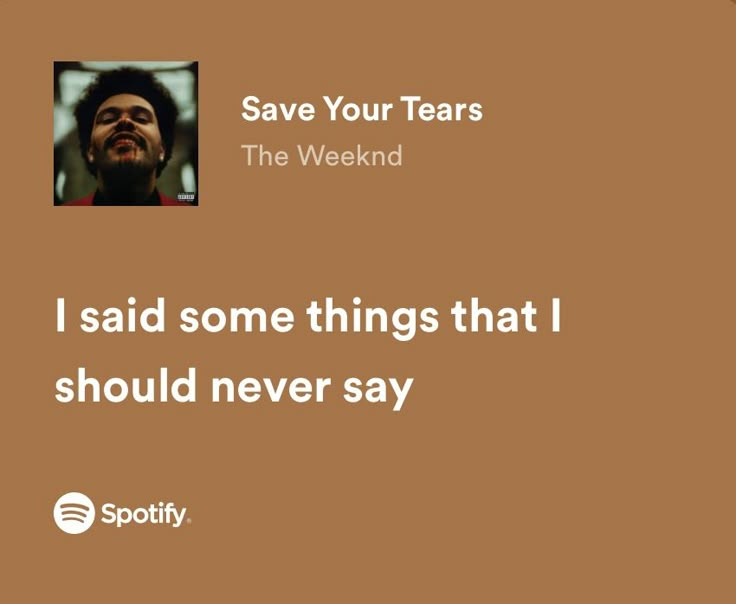 Save Your Tears
The Weeknd
I said some things that I
should never say
Spotify